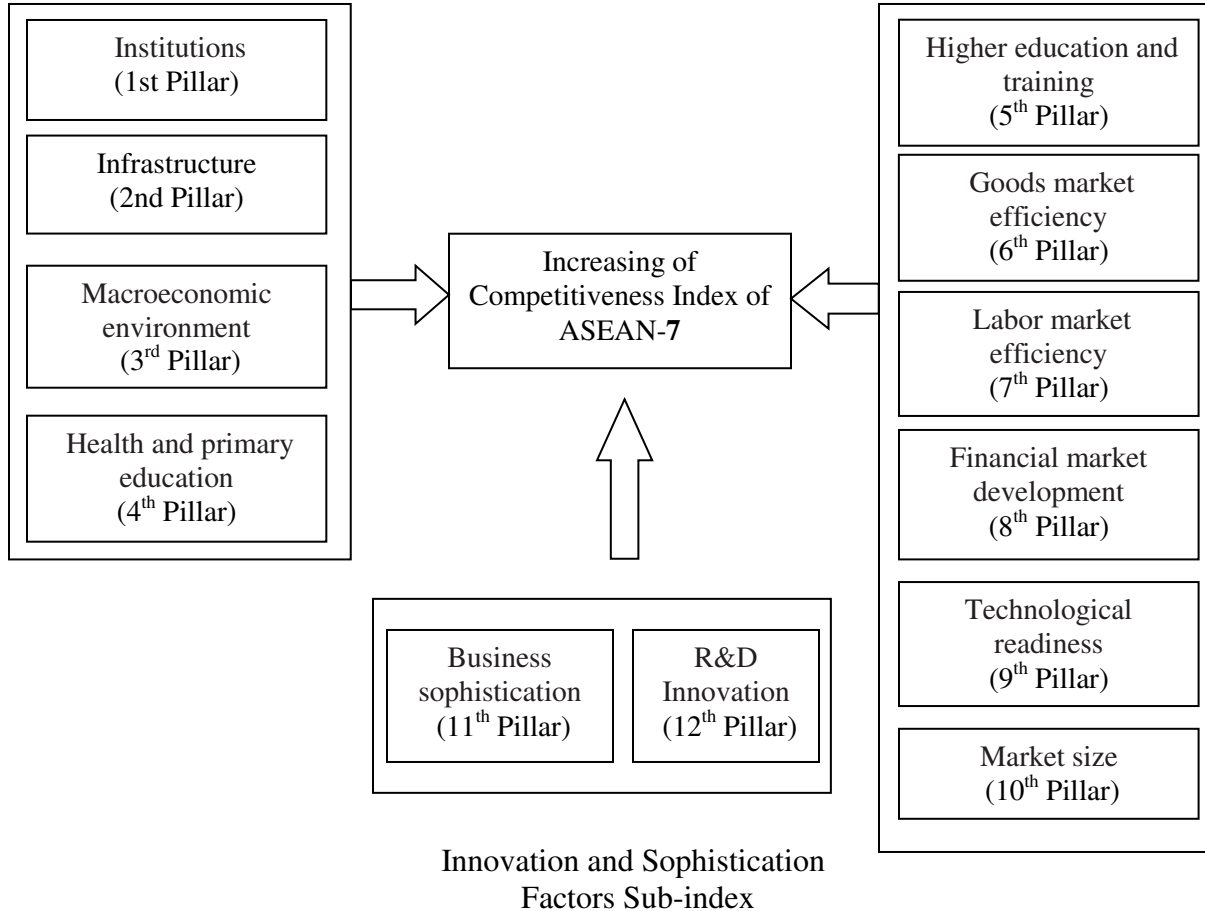 Institutions
(1st Pillar)
Infrastructure
(2nd Pillar)
Macroeconomic
environment
(3rd Pillar)
Health and primary
education
(4th Pillar)
Increasing of
Competitiveness Index of
ASEAN-7
Higher education and
training
(5th Pillar)
Goods market
efficiency
(6th Pillar)
Labor market
efficiency
(7th Pillar)
Financial market
development
(8th Pillar)
Technological
readiness
(9th Pillar)
Market size
(10th Pillar)
Business
sophistication
(11th Pillar)
R&D
Innovation
(12th Pillar)
Innovation and Sophistication
Factors Sub-index